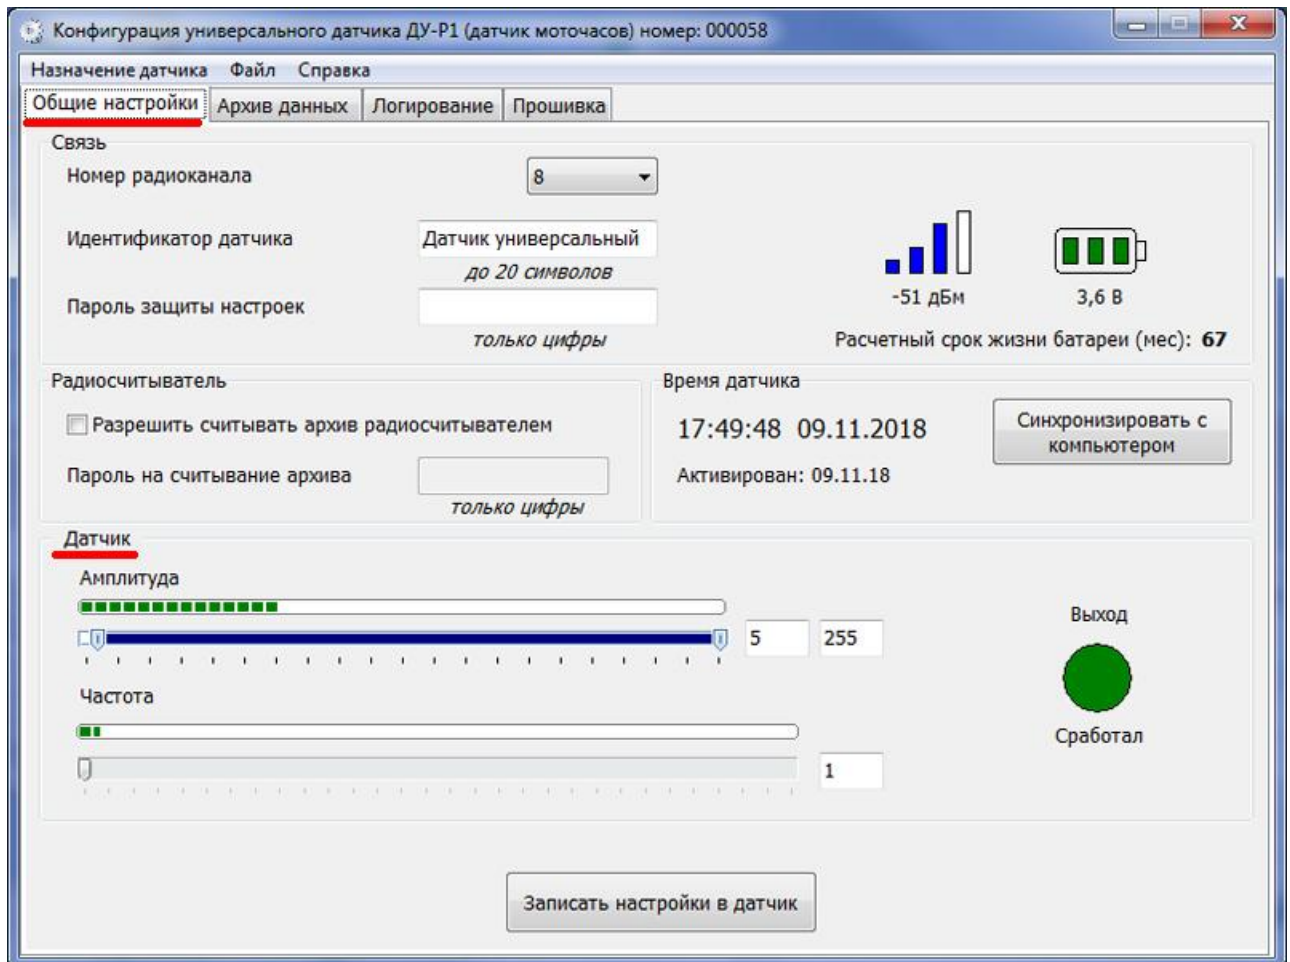 Конфигурация универсального датчика ДУ-Р1 (датчик моточасов) номер: 000058
Назначение датчика Файл Справка
Общие настройки Архив данных Логирование Прошивка
Связь
Номер радиоканала 8
Идентификатор датчика Датчик универсальный
до 20 символов
-51 дБм 3,6 В
Пароль защиты настроек
только цифры
Расчетный срок жизни батареи (мес): 67
Радиосчитыватель
Разрешить считывать архив радиосчитывателем
Пароль на считывание архива
только цифры
Время датчика
17:49:48 09.11.2018
Синхронизировать с
компьютером
Активирован: 09.11.18
Датчик
Амплитуда
5 255
Частота
1
Выход
Сработал
Записать настройки в датчик